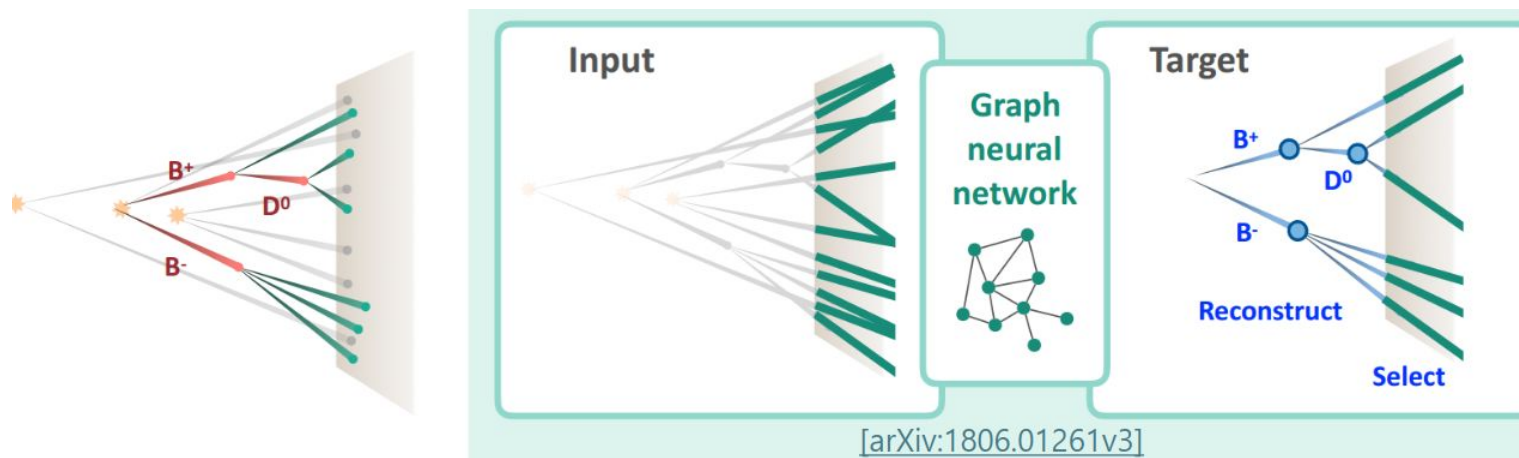 B⁺
D⁰
B⁻
Input
Graph
neural
network
Target
B⁺
D⁰
B⁻
Reconstruct
Select
[arXiv:1806.01261v3]